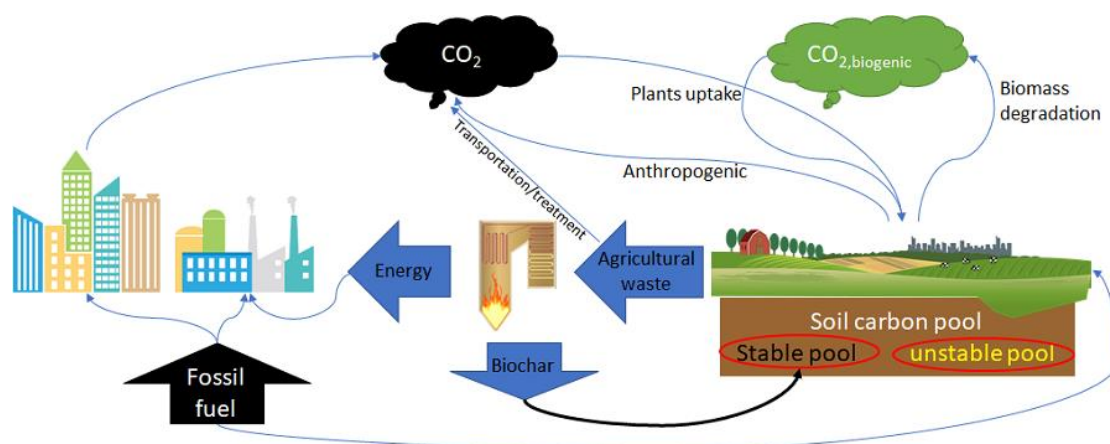 CO₂
CO₂,biogenic
Plants uptake
Biomass
degradation
Transportation/treatment
Anthropogenic
Energy
Agricultural
waste
Soil carbon pool
Stable pool
unstable pool
Biochar
Fossil
fuel